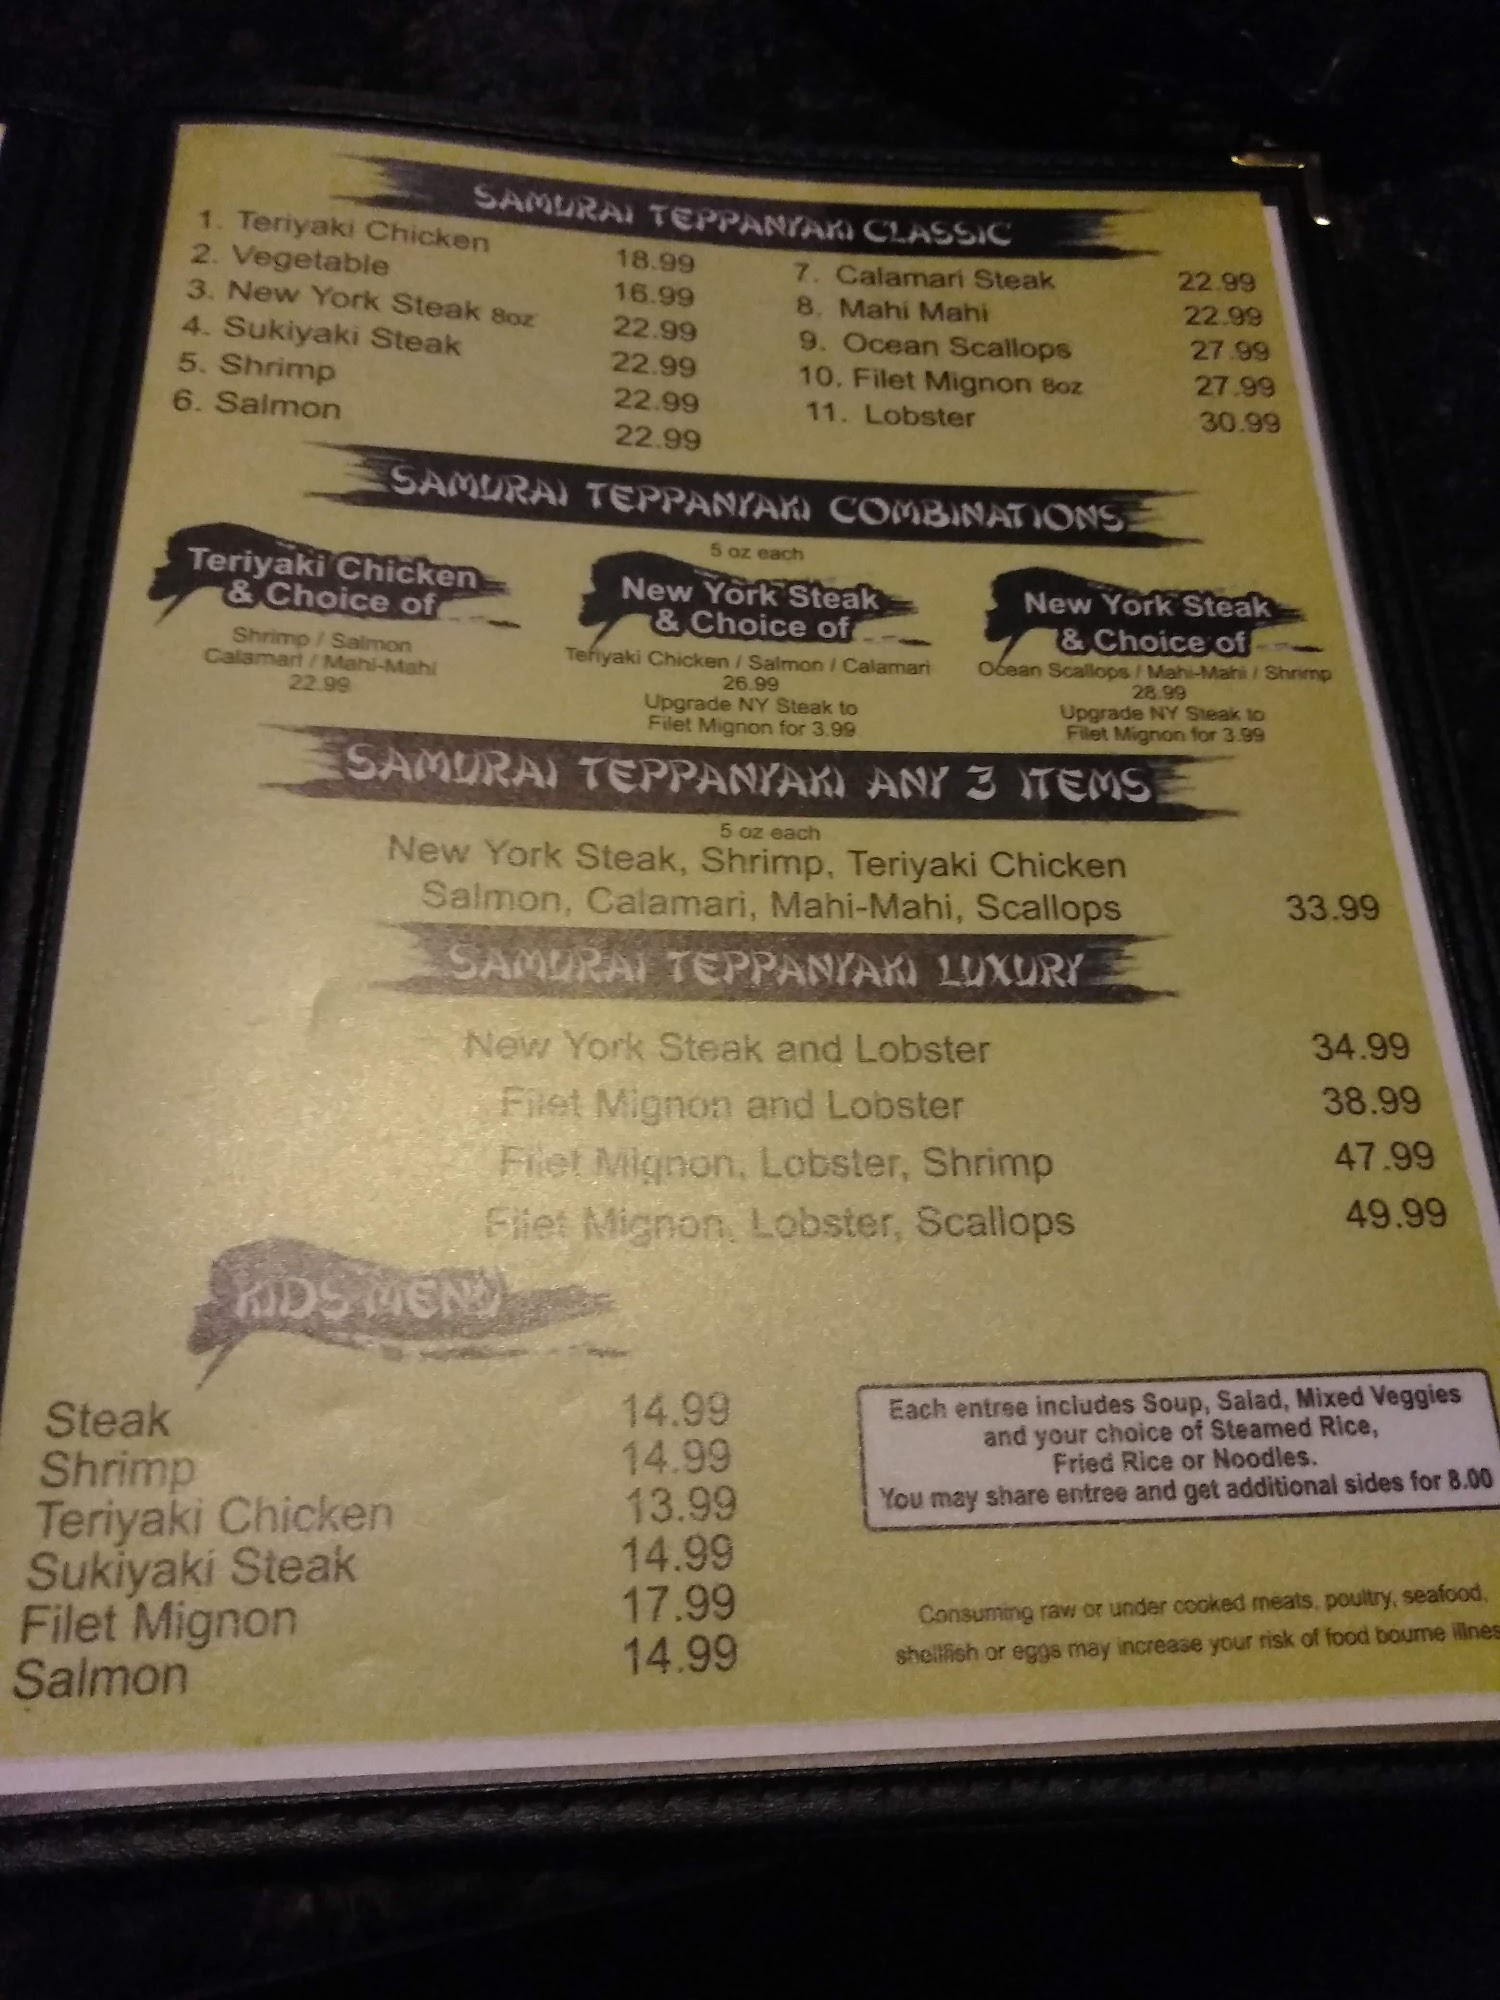 SAMURAI TEPPANYAKI CLASSIC
1. Teriyaki Chicken 18.99
2. Vegetable 16.99
3. New York Steak 8oz 22.99
4. Sukiyaki Steak 22.99
5. Shrimp 22.99
6. Salmon 22.99
7. Calamari Steak 22.99
8. Mahi Mahi 22.99
9. Ocean Scallops 27.99
10. Filet Mignon 8oz 27.99
11. Lobster 30.99
SAMURAI TEPPANYAKI COMBINATIONS
5 oz each
Teriyaki Chicken
& Choice of
Shrimp / Salmon
Calamari / Mahi-Mahi
22.99
New York Steak
& Choice of
Teriyaki Chicken / Salmon / Calamari
26.99
Upgrade NY Steak to
Filet Mignon for 3.99
New York Steak
& Choice of
Ocean Scallops / Mahi-Mahi / Shrimp
28.99
Upgrade NY Steak to
Filet Mignon for 3.99
SAMURAI TEPPANYAKI ANY 3 ITEMS
5 oz each
New York Steak, Shrimp, Teriyaki Chicken
Salmon, Calamari, Mahi-Mahi, Scallops 33.99
SAMURAI TEPPANYAKI LUXURY
New York Steak and Lobster 34.99
Filet Mignon and Lobster 38.99
Filet Mignon, Lobster, Shrimp 47.99
Filet Mignon, Lobster, Scallops 49.99
KIDS MENU
Steak 14.99
Shrimp 14.99
Teriyaki Chicken 13.99
Sukiyaki Steak 14.99
Filet Mignon 17.99
Salmon 14.99
Each entree includes Soup, Salad, Mixed Veggies
and your choice of Steamed Rice,
Fried Rice or Noodles.
You may share entree and get additional sides for 8.00
Consuming raw or under cooked meats, poultry, seafood,
shellfish or eggs may increase your risk of food bourne illnes